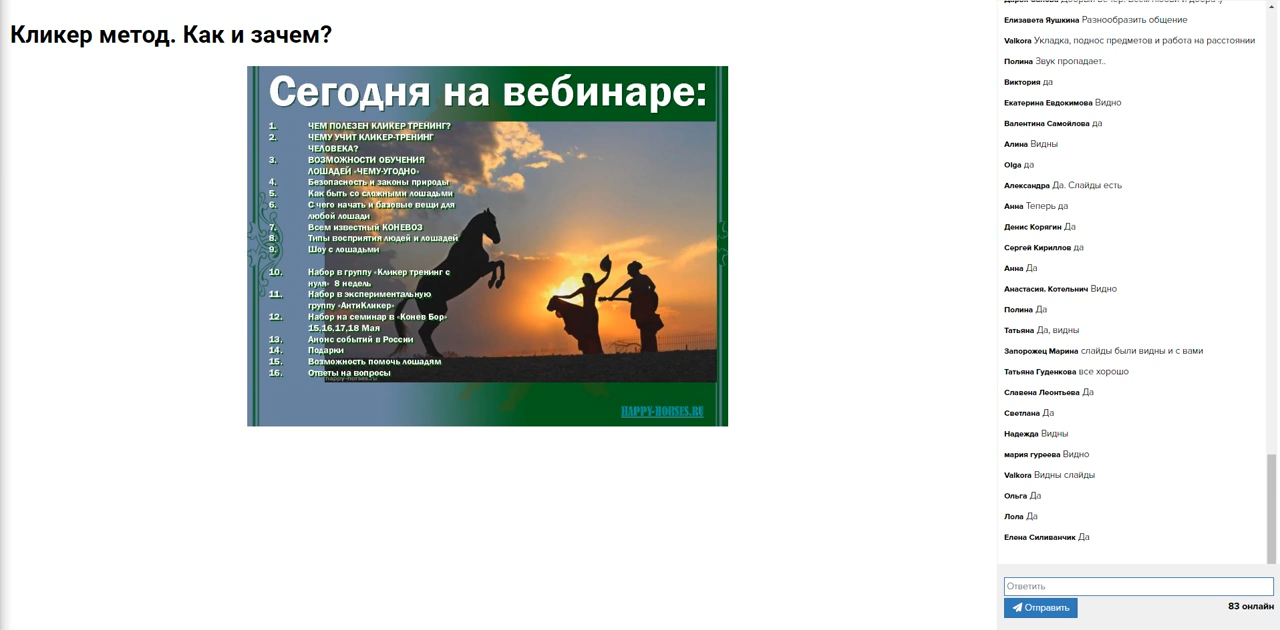 Кликер метод. Как и зачем?
Сегодня на вебинаре:
1. ЧЕМ ПОЛЕЗЕН КЛИКЕР ТРЕНИНГ?
2. ЧЕМУ УЧИТ КЛИКЕР-ТРЕНИНГ
ЧЕЛОВЕКА?
3. ВОЗМОЖНОСТИ ОБУЧЕНИЯ
ЛОШАДЕЙ «ЧЕМУ-УГОДНО»
4. Безопасность и законы природы
5. Как быть со сложными лошадьми
6. С чего начать и базовые вещи для
любой лошади
7. Всем известный КОНЕВОЗ
8. Типы восприятия людей и лошадей
9. Шоу с лошадьми
10. Набор в группу «Кликер тренинг с
нуля» 8 недель
11. Набор в экспериментальную
группу «АнтиКликер»
12. Набор на семинар в «Конев Бор»
15,16,17,18 Мая
13. Анонс событий в России
14. Подарки
15. Возможность помочь лошадям
16. Ответы на вопросы
happy-horses.ru
HAPPY-HORSES.RU
Елизавета Яушкина Разнообразить общение
Valkora Укладка, поднос предметов и работа на расстоянии
Полина Звук пропадает..
Виктория да
Екатерина Евдокимова Видно
Валентина Самойлова да
Алина Видны
Olga да
Александра Да. Слайды есть
Анна Теперь да
Денис Корягин Да
Сергей Кириллов да
Анна Да
Анастасия. Котельнич Видно
Полина Да
Татьяна Да, видны
Запорожец Марина слайды были видны и с вами
Татьяна Гуденкова все хорошо
Славена Леонтьева Да
Светлана Да
Надежда Видны
мария гуреева Видно
Valkora Видны слайды
Ольга Да
Лола Да
Елена Силиванчик Да
Ответить
Отправить
83 онлайн